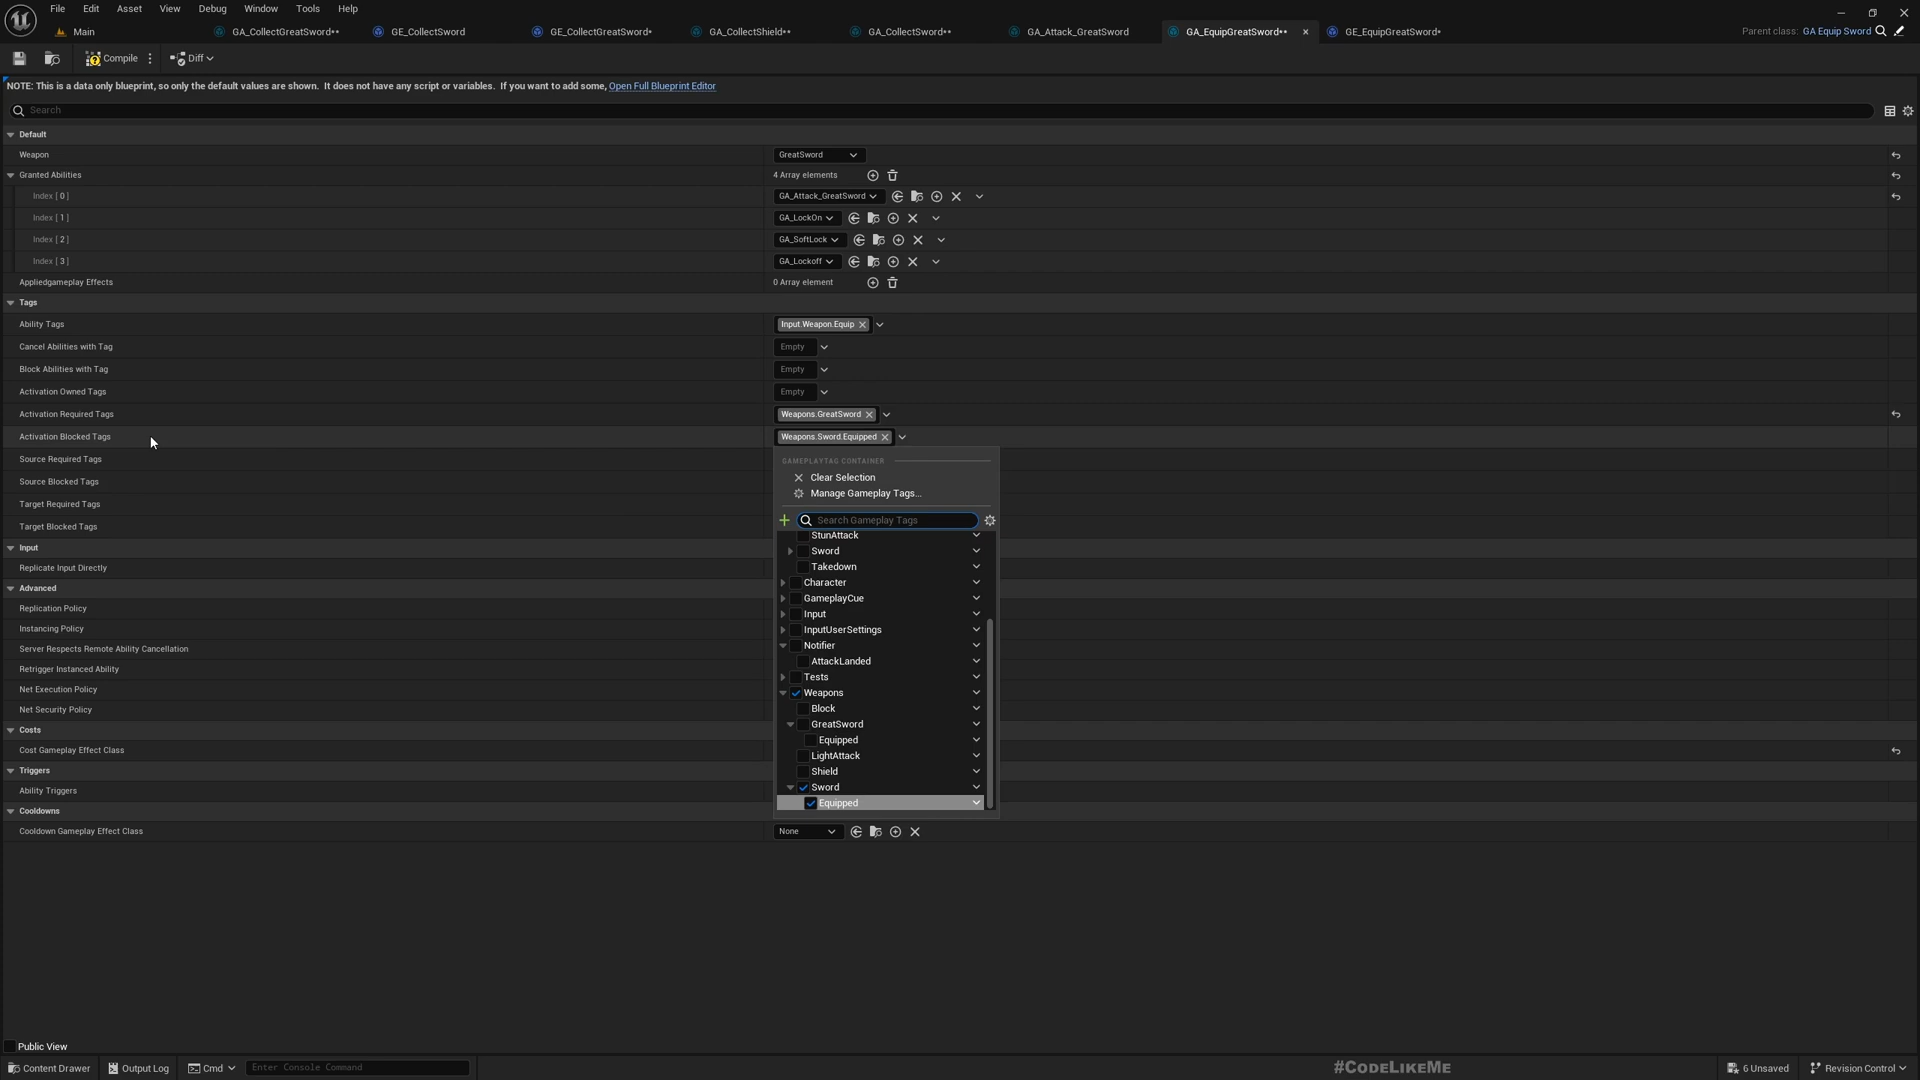 File Edit Asset View Window Debug Tools Help
Main GA_CollectGreatSword** GE_CollectSword GE_CollectGreatSword* GA_CollectShield** GA_CollectSword** GA_Attack_GreatSword GA_EquipGreatSword** GE_EquipGreatSword* Parent class: GA Equip Sword
Compile Diff
NOTE: This is a data only blueprint, so only the default values are shown. It does not have any script or variables. If you want to add some, Open Full Blueprint Editor
Search
Default
Weapon GreatSword
Granted Abilities 4 Array elements
Index [ 0 ] GA_Attack_GreatSword
Index [ 1 ] GA_LockOn
Index [ 2 ] GA_SoftLock
Index [ 3 ] GA_Lockoff
Appliedgameplay Effects 0 Array element
Tags
Ability Tags Input.Weapon.Equip
Cancel Abilities with Tag Empty
Block Abilities with Tag Empty
Activation Owned Tags Empty
Activation Required Tags Weapons.GreatSword
Activation Blocked Tags Weapons.Sword.Equipped
Source Required Tags
Source Blocked Tags
Target Required Tags
Target Blocked Tags
Input
Replicate Input Directly
Advanced
Replication Policy
Instancing Policy
Server Respects Remote Ability Cancellation
Retrigger Instanced Ability
Net Execution Policy
Net Security Policy
Costs
Cost Gameplay Effect Class
Triggers
Ability Triggers
Cooldowns
Cooldown Gameplay Effect Class None
GAMEPLAYTAG CONTAINER
Clear Selection
Manage Gameplay Tags...
Search Gameplay Tags
StunAttack
Sword
Takedown
Character
GameplayCue
Input
InputUserSettings
Notifier
AttackLanded
Tests
Weapons
Block
GreatSword
Equipped
LightAttack
Shield
Sword
Equipped
Public View
Content Drawer Output Log Cmd Enter Console Command #CodeLikeMe 6 Unsaved Revision Control